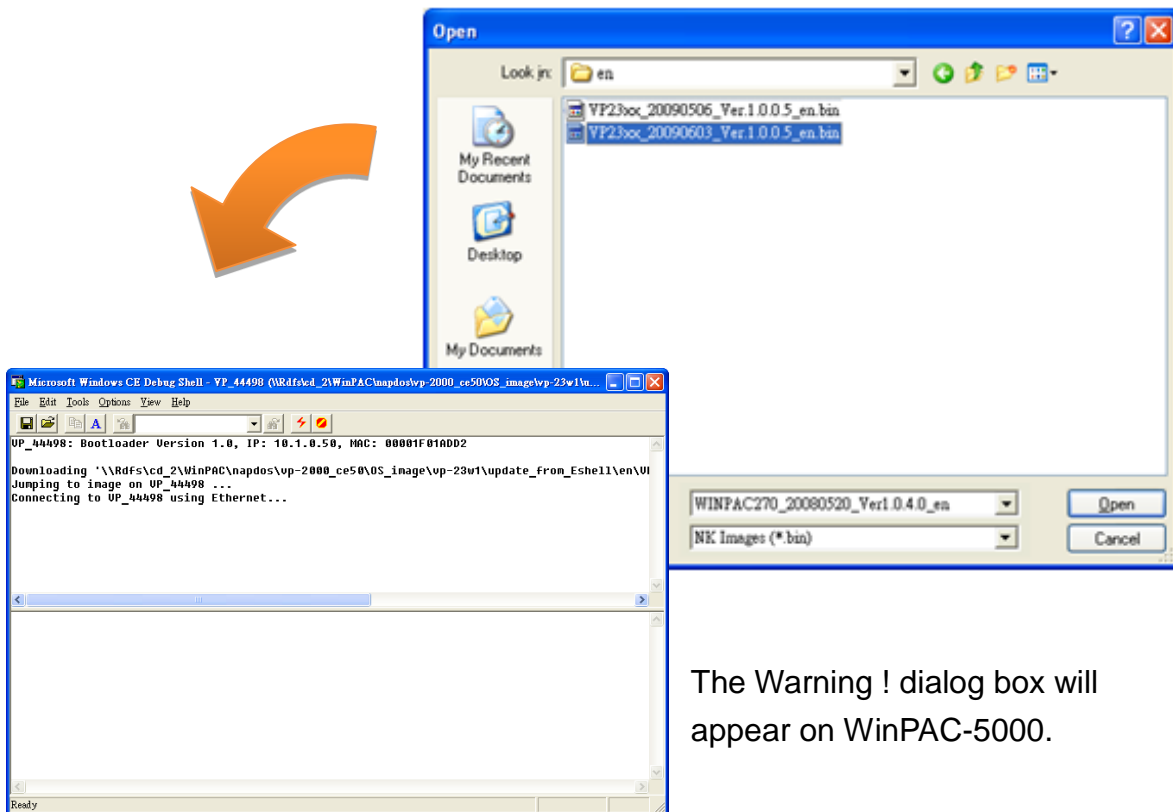 Open
Look in:
en
VP23xx_20090506_Ver.1.0.0.5_en.bin
VP23xx_20090603_Ver.1.0.0.5_en.bin
My Recent
Documents
Desktop
My Documents
WINPAC270_20080520_Ver1.0.4.0_en
Open
NK Images (*.bin)
Cancel
Microsoft Windows CE Debug Shell - VP_44498 (\\Rdfs\cd_2\WinPAC\napdos\vp-2000_ce50\OS_image\vp-23w1\u...
File Edit Tools Options View Help
VP_44498: Bootloader Version 1.0, IP: 10.1.0.50, MAC: 00001F01ADD2
Downloading '\\Rdfs\cd_2\WinPAC\napdos\vp-2000_ce50\OS_image\vp-23w1\update_from_Eshell\en\
Jumping to image on VP_44498 ...
Connecting to VP_44498 using Ethernet...
Ready
The Warning ! dialog box will
appear on WinPAC-5000.